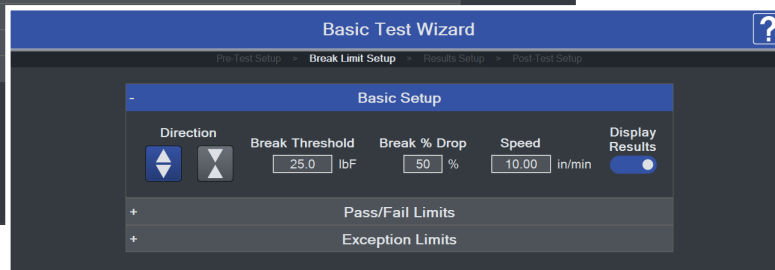 Basic Test Wizard
?
Pre-Test Setup > Break Limit Setup > Results Setup > Post-Test Setup
- Basic Setup
Direction
Break Threshold
25.0 lbF
Break % Drop
50 %
Speed
10.00 in/min
Display
Results
+ Pass/Fail Limits
+ Exception Limits